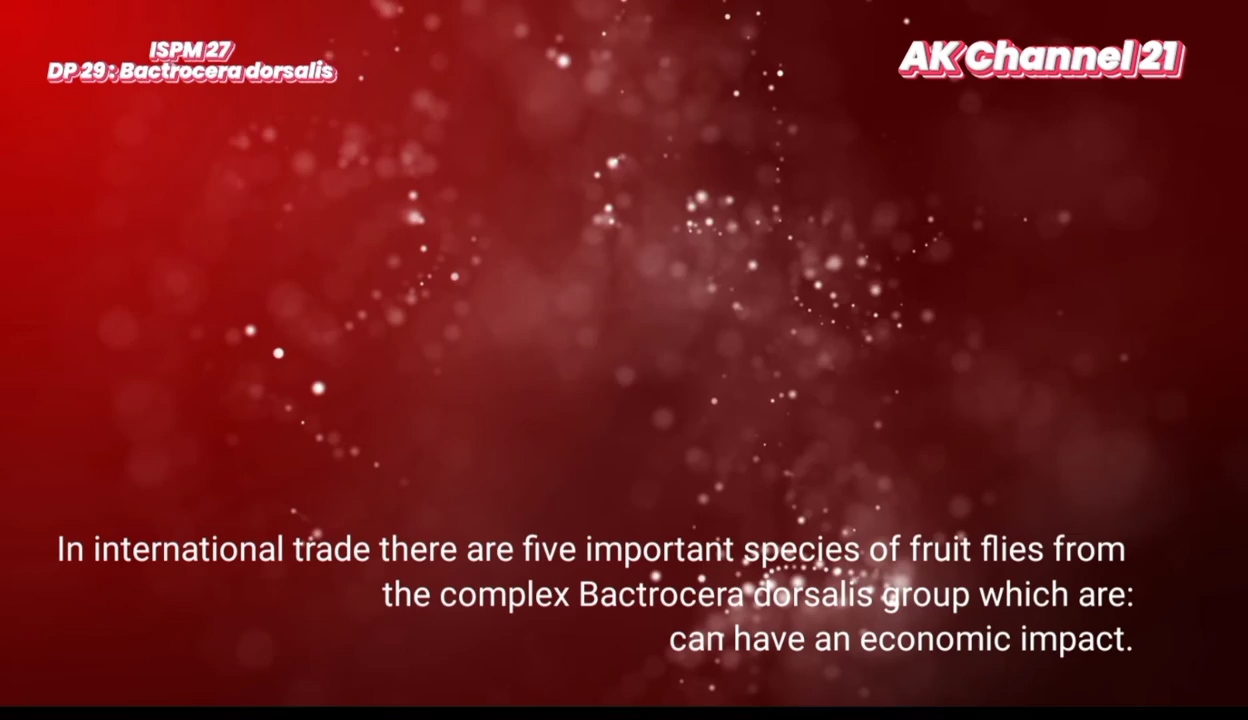 ISPM 27
DP 29 : Bactrocera dorsalis
AK Channel 21
In international trade there are five important species of fruit flies from
the complex Bactrocera dorsalis group which are:
can have an economic impact.